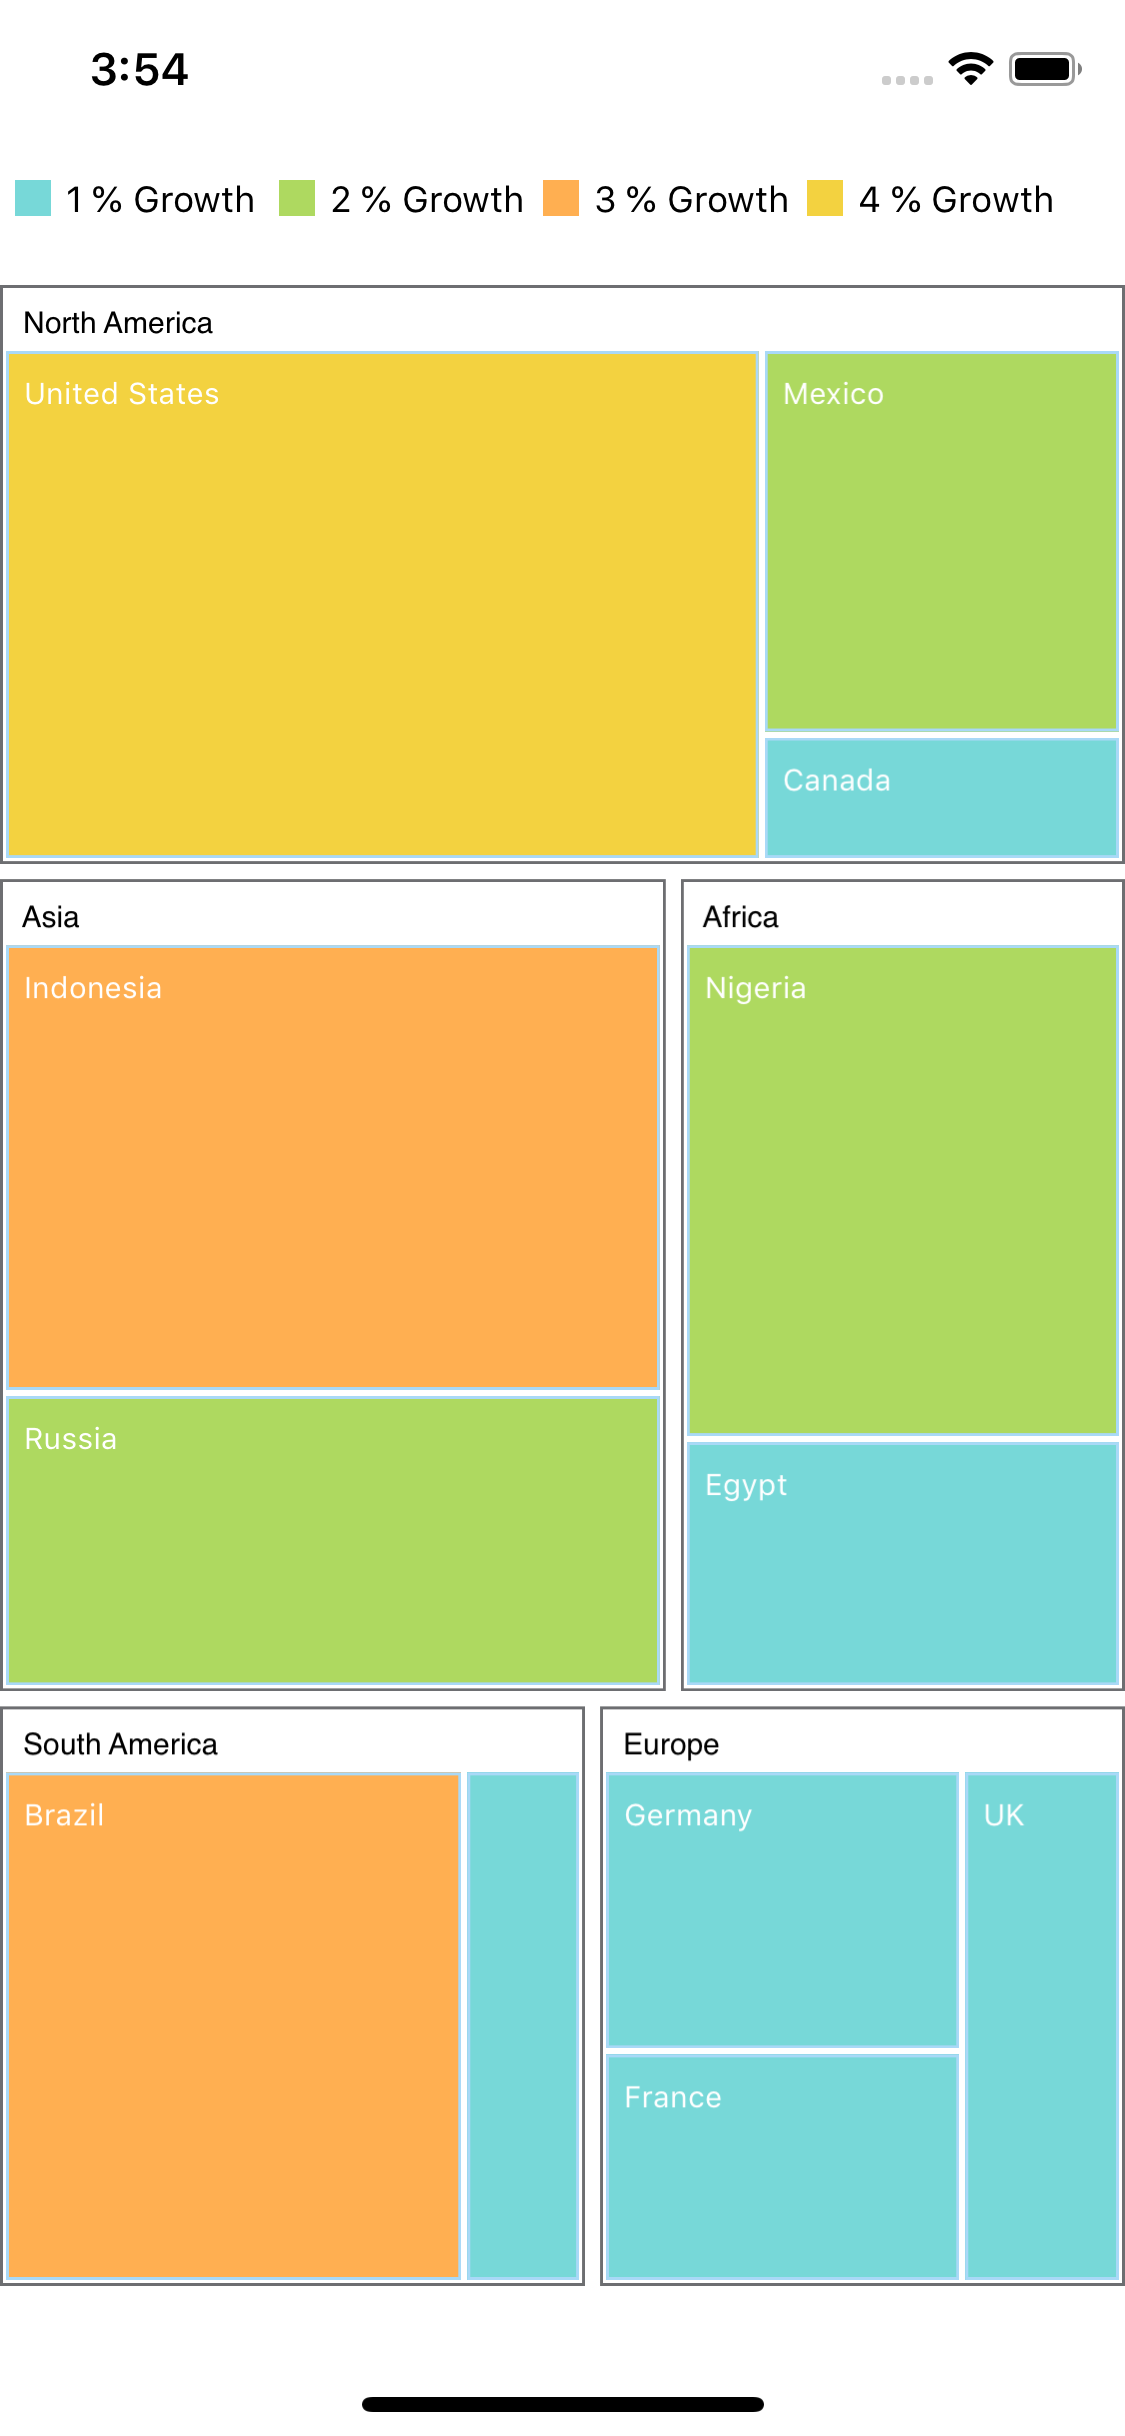 3:54
1 % Growth 2 % Growth 3 % Growth 4 % Growth
North America
United States
Mexico
Canada
Asia
Africa
Indonesia
Nigeria
Russia
Egypt
South America
Europe
Brazil
Germany
UK
France